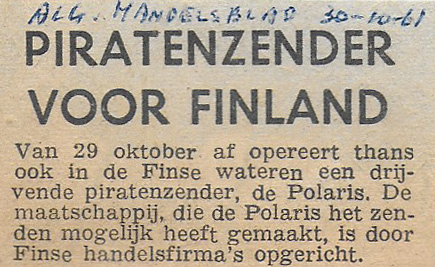 ALG. HANDELSBLAD 30-10-61
PIRATENZENDER
VOOR FINLAND
Van 29 oktober af opereert thans
ook in de Finse wateren een drij-
vende piratenzender, de Polaris. De
maatschappij, die de Polaris het zen-
den mogelijk heeft gemaakt, is door
Finse handelsfirma's opgericht.